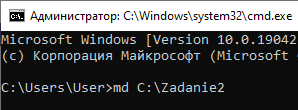 Администратор: C:\Windows\system32\cmd.exe
Microsoft Windows [Version 10.0.19042
(c) Корпорация Майкрософт (Microsoft
C:\Users\User>md C:\Zadanie2